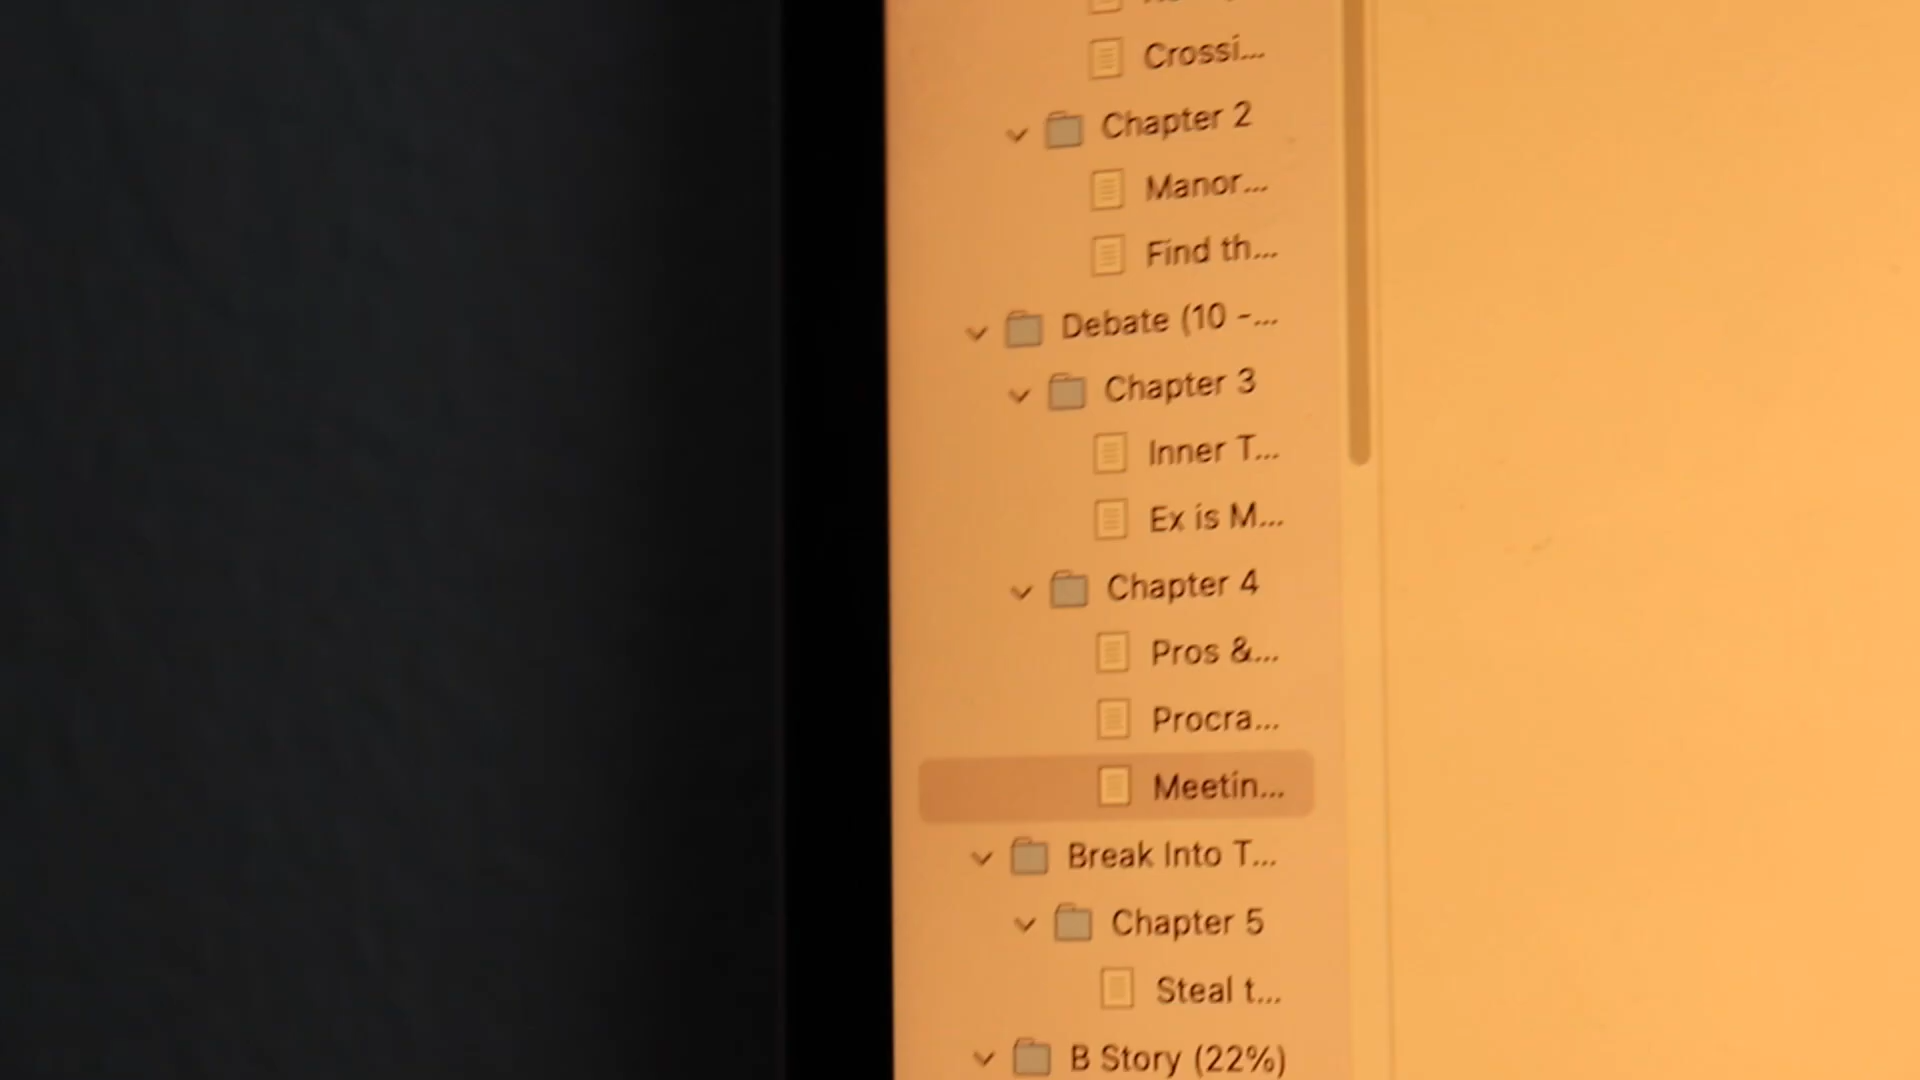 Crossi...
Chapter 2
Manor...
Find th...
Debate (10 -...
Chapter 3
Inner T...
Ex is M...
Chapter 4
Pros &...
Procra...
Meetin...
Break Into T...
Chapter 5
Steal t...
B Story (22%)